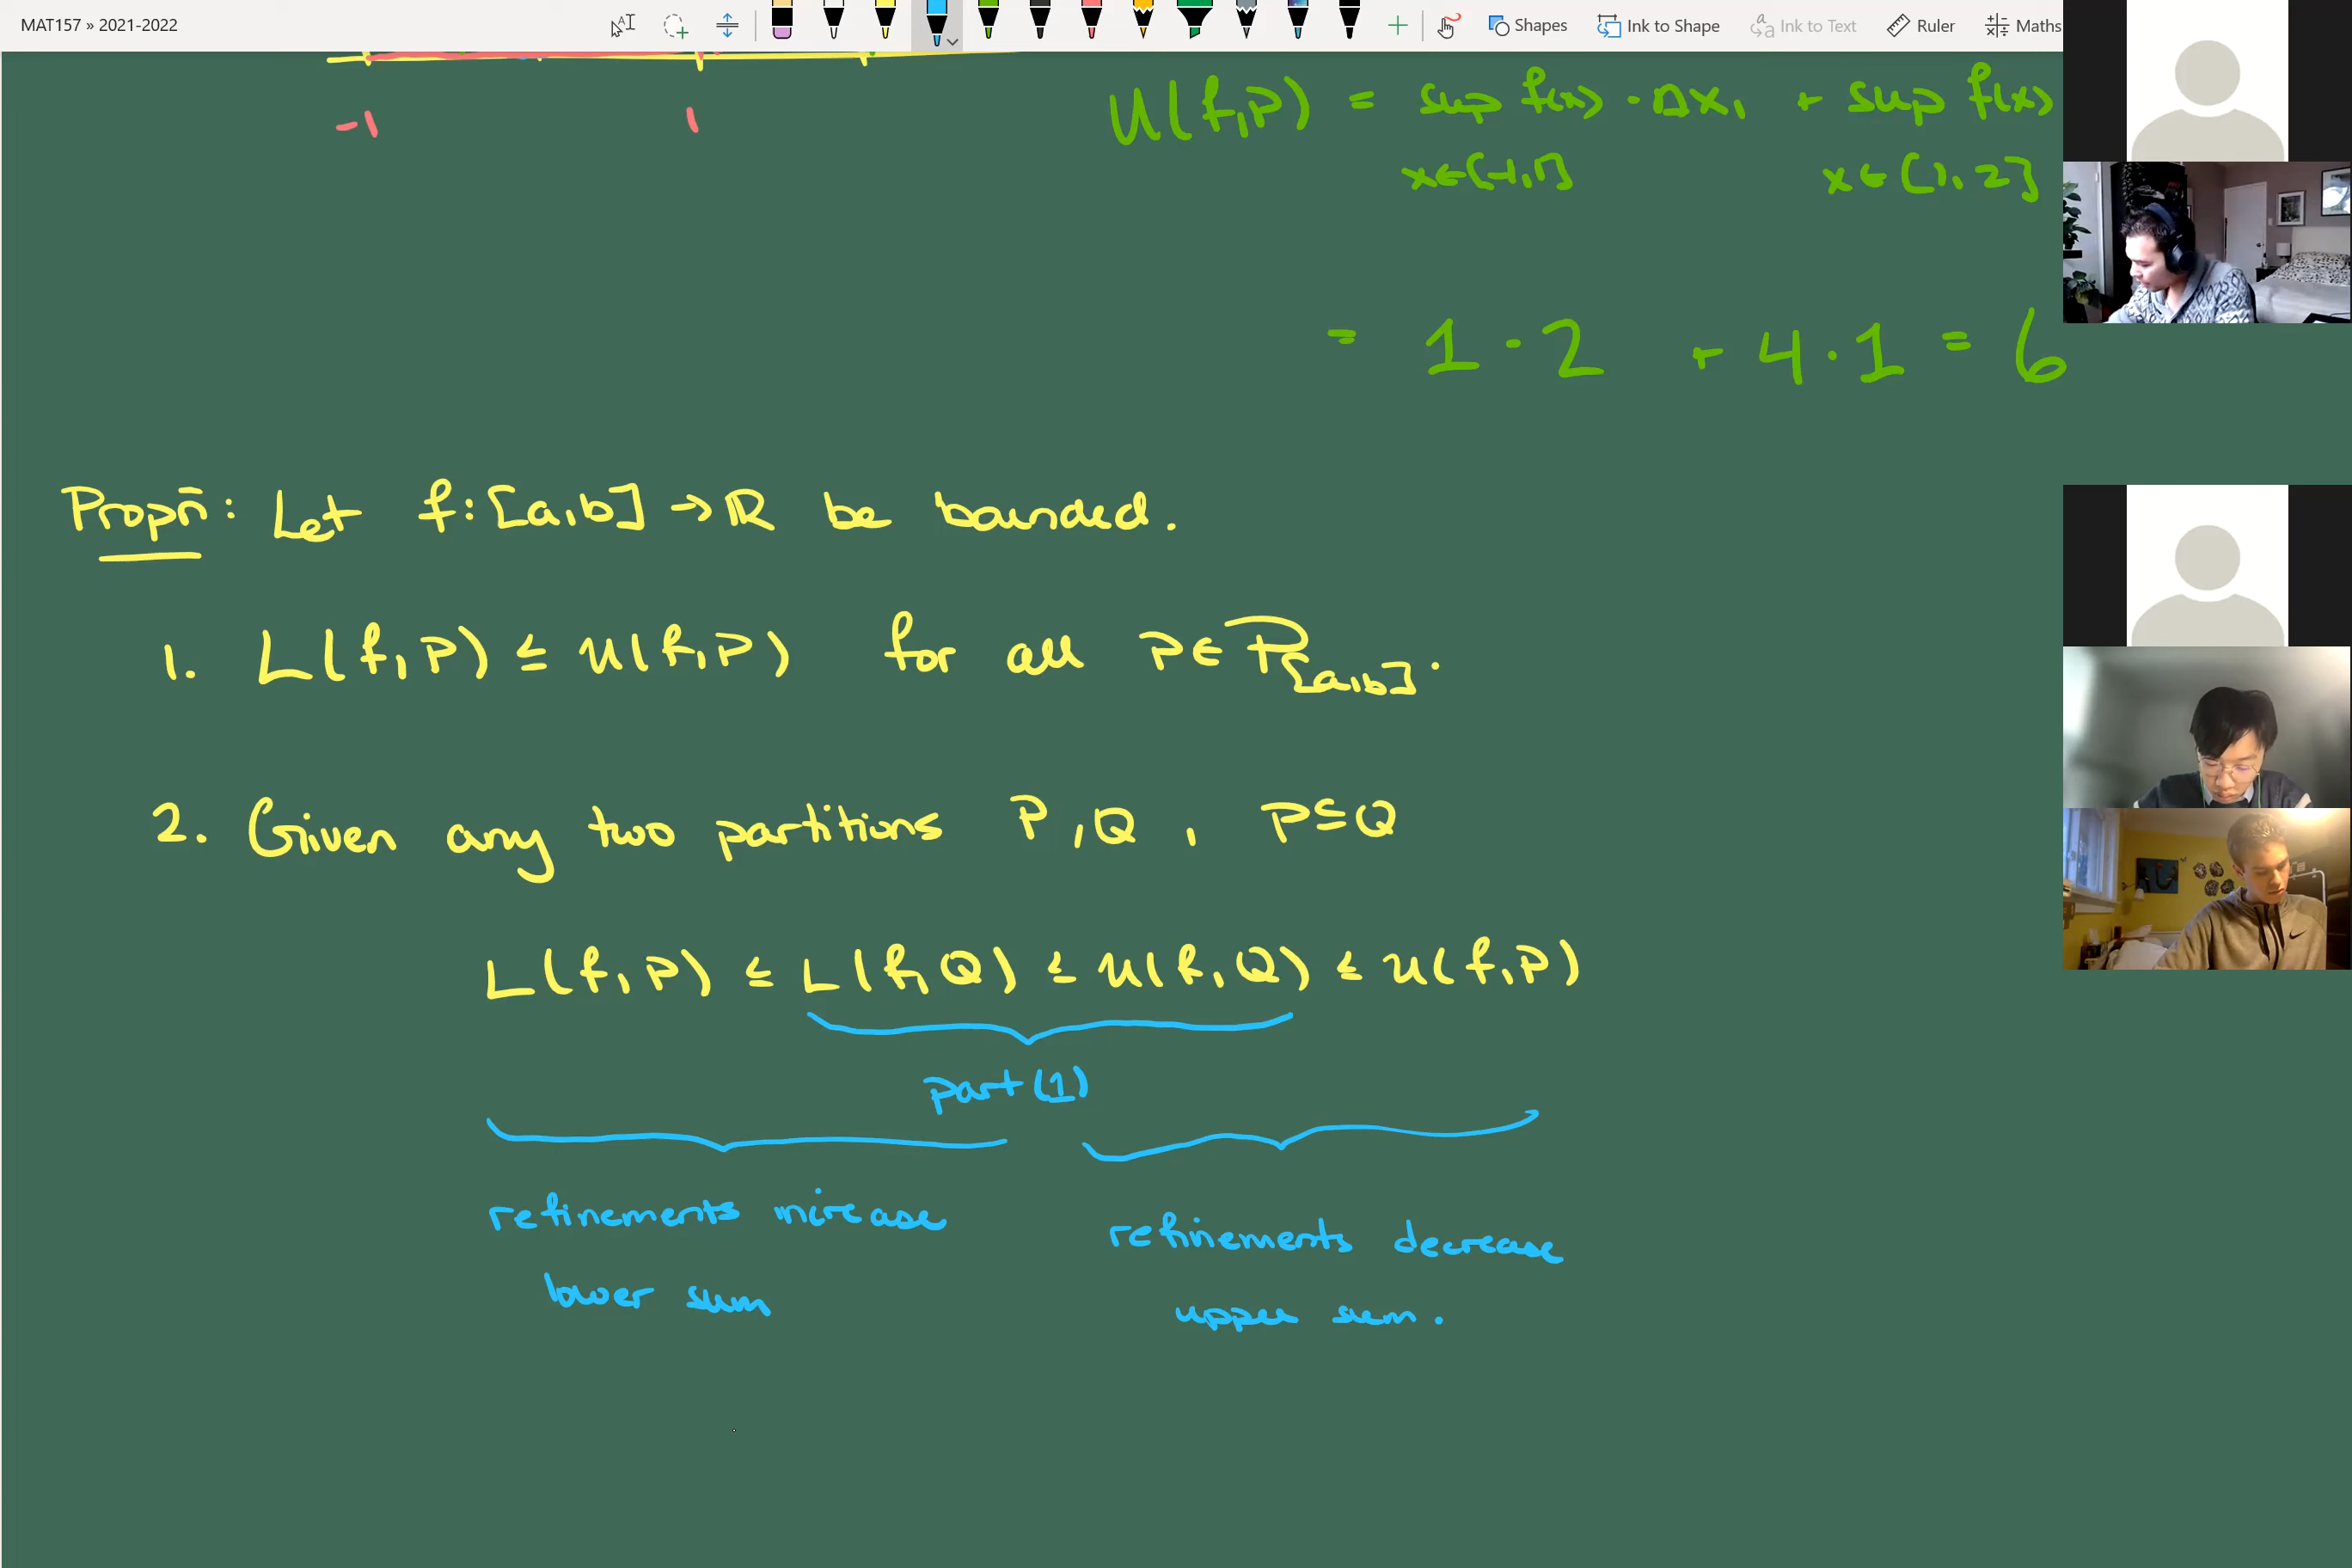 MAT157 » 2021-2022
Shapes Ink to Shape Ink to Text Ruler Maths
-1 1
U(f,P) = sup f(x) · Δx₁ + sup f(x)
x∈[-1,1] x∈[1,2]
= 1 · 2 + 4 · 1 = 6
Propn̄: Let f: [a,b] → ℝ be bounded.
1. L(f,P) ≤ U(f,P) for all P ∈ 𝒫[a,b].
2. Given any two partitions P, Q, P ⊆ Q
L(f,P) ≤ L(f,Q) ≤ U(f,Q) ≤ U(f,P)
part (1)
refinements increase
lower sum
refinements decrease
upper sum.